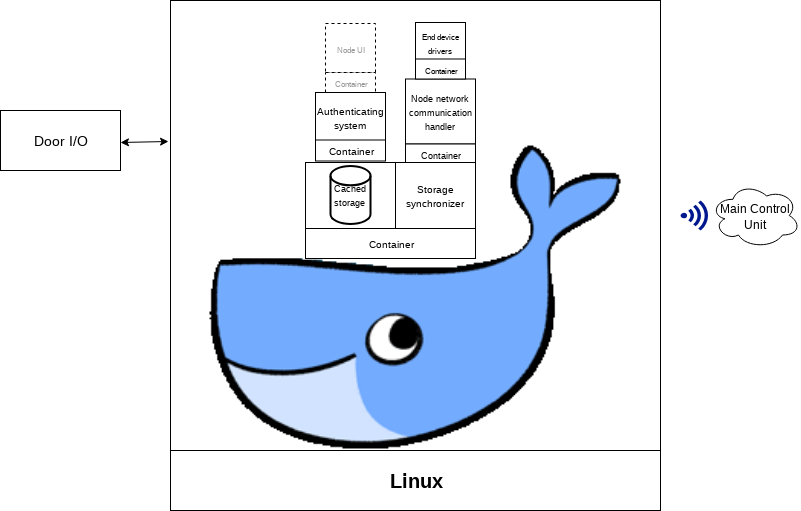 Node UI
Container
End device
drivers
Container
Authenticating
system
Container
Node network
communication
handler
Container
Cached
storage
Storage
synchronizer
Container
Door I/O
Main Control
Unit
Linux